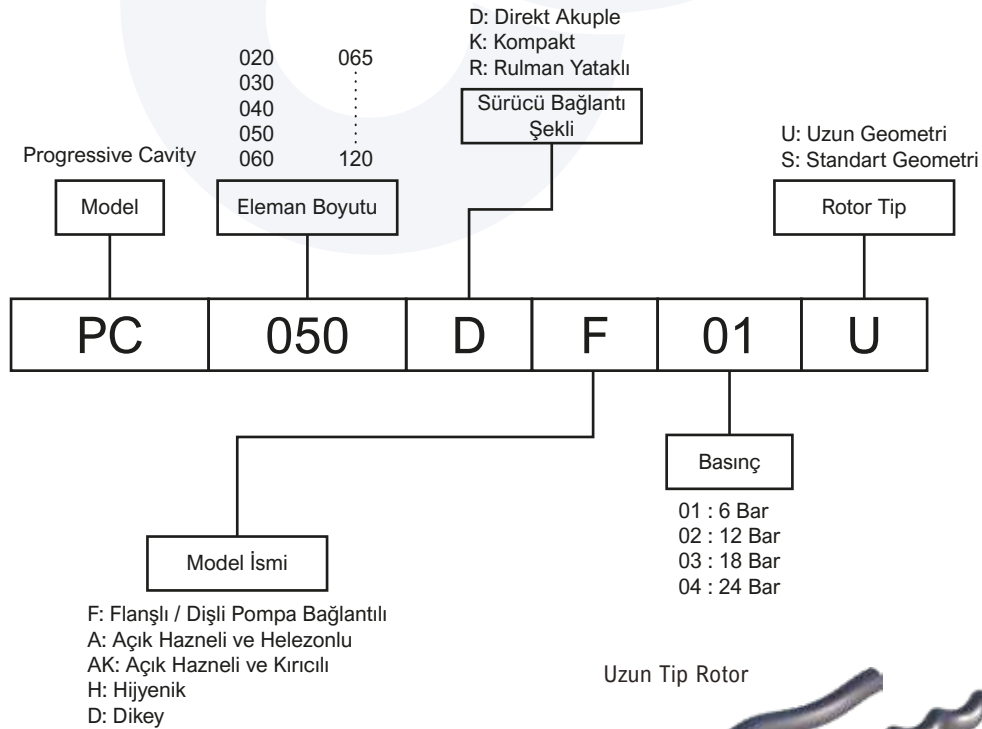 D: Direkt Akuple
K: Kompakt
R: Rulman Yataklı
Sürücü Bağlantı
Şekli
020 065
030
040
050
060 120
Progressive Cavity
Model
Eleman Boyutu
U: Uzun Geometri
S: Standart Geometri
Rotor Tip
PC 050 D F 01 U
Basınç
01 : 6 Bar
02 : 12 Bar
03 : 18 Bar
04 : 24 Bar
Model İsmi
F: Flanşlı / Dişli Pompa Bağlantılı
A: Açık Hazneli ve Helezonlu
AK: Açık Hazneli ve Kırıcılı
H: Hijyenik
D: Dikey
Uzun Tip Rotor